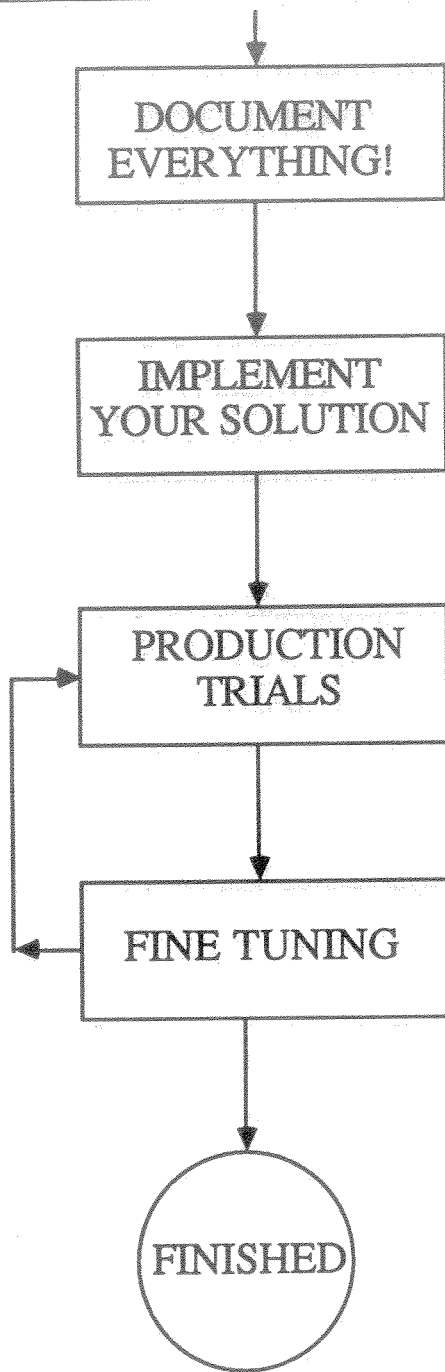 DOCUMENT
EVERYTHING!
IMPLEMENT
YOUR SOLUTION
PRODUCTION
TRIALS
FINE TUNING
FINISHED